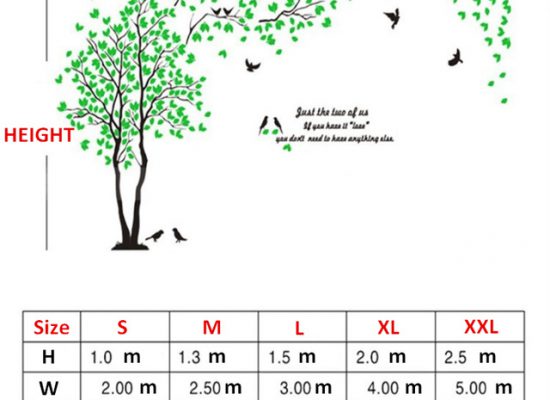 HEIGHT
Just the two of us
If you have it "love"
you don't need to have anything else.
Size S M L XL XXL
H 1.0 m 1.3 m 1.5 m 2.0 m 2.5 m
W 2.00 m 2.50 m 3.00 m 4.00 m 5.00 m